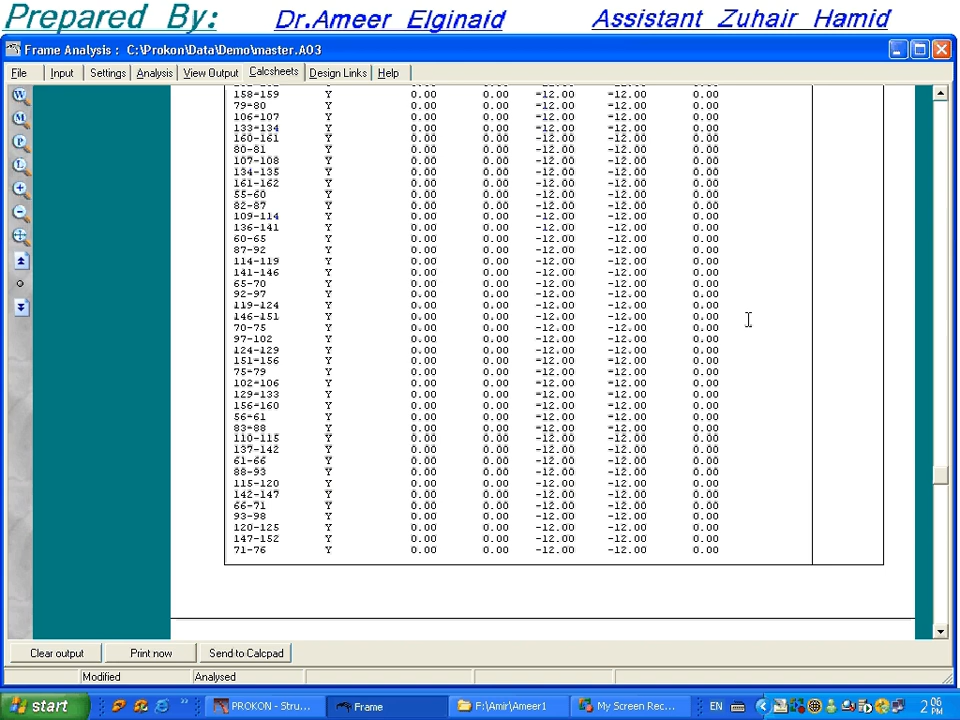 Prepared By: Dr.Ameer Elginaid Assistant Zuhair Hamid
Frame Analysis : C:\Prokon\Data\Demo\master.A03
File Input Settings Analysis View Output Calcsheets Design Links Help
158=159 Y 0.00 0.00 =12.00 =12.00 0.00
79=80 Y 0.00 0.00 =12.00 =12.00 0.00
106=107 Y 0.00 0.00 =12.00 =12.00 0.00
133=134 Y 0.00 0.00 =12.00 =12.00 0.00
160-161 Y 0.00 0.00 -12.00 -12.00 0.00
80-81 Y 0.00 0.00 -12.00 -12.00 0.00
107-108 Y 0.00 0.00 -12.00 -12.00 0.00
134-135 Y 0.00 0.00 -12.00 -12.00 0.00
161-162 Y 0.00 0.00 -12.00 -12.00 0.00
55-60 Y 0.00 0.00 -12.00 -12.00 0.00
82-87 Y 0.00 0.00 -12.00 -12.00 0.00
109-114 Y 0.00 0.00 -12.00 -12.00 0.00
136-141 Y 0.00 0.00 -12.00 -12.00 0.00
60-65 Y 0.00 0.00 -12.00 -12.00 0.00
87-92 Y 0.00 0.00 -12.00 -12.00 0.00
114-119 Y 0.00 0.00 -12.00 -12.00 0.00
141-146 Y 0.00 0.00 -12.00 -12.00 0.00
65-70 Y 0.00 0.00 -12.00 -12.00 0.00
92-97 Y 0.00 0.00 -12.00 -12.00 0.00
119-124 Y 0.00 0.00 -12.00 -12.00 0.00
146-151 Y 0.00 0.00 -12.00 -12.00 0.00
70-75 Y 0.00 0.00 -12.00 -12.00 0.00
97-102 Y 0.00 0.00 -12.00 -12.00 0.00
124-129 Y 0.00 0.00 -12.00 -12.00 0.00
151=156 Y 0.00 0.00 =12.00 =12.00 0.00
75=79 Y 0.00 0.00 =12.00 =12.00 0.00
102=106 Y 0.00 0.00 =12.00 =12.00 0.00
129=133 Y 0.00 0.00 =12.00 =12.00 0.00
156=160 Y 0.00 0.00 =12.00 =12.00 0.00
56=61 Y 0.00 0.00 =12.00 =12.00 0.00
83=88 Y 0.00 0.00 =12.00 =12.00 0.00
110-115 Y 0.00 0.00 -12.00 -12.00 0.00
137-142 Y 0.00 0.00 -12.00 -12.00 0.00
61-66 Y 0.00 0.00 -12.00 -12.00 0.00
88-93 Y 0.00 0.00 -12.00 -12.00 0.00
115-120 Y 0.00 0.00 -12.00 -12.00 0.00
142-147 Y 0.00 0.00 -12.00 -12.00 0.00
66-71 Y 0.00 0.00 -12.00 -12.00 0.00
93-98 Y 0.00 0.00 -12.00 -12.00 0.00
120-125 Y 0.00 0.00 -12.00 -12.00 0.00
147-152 Y 0.00 0.00 -12.00 -12.00 0.00
71-76 Y 0.00 0.00 -12.00 -12.00 0.00
Clear output Print now Send to Calcpad
Modified Analysed
start PROKON - Stru... Frame F:\Amir\Ameer1 My Screen Rec... EN 2:06 PM